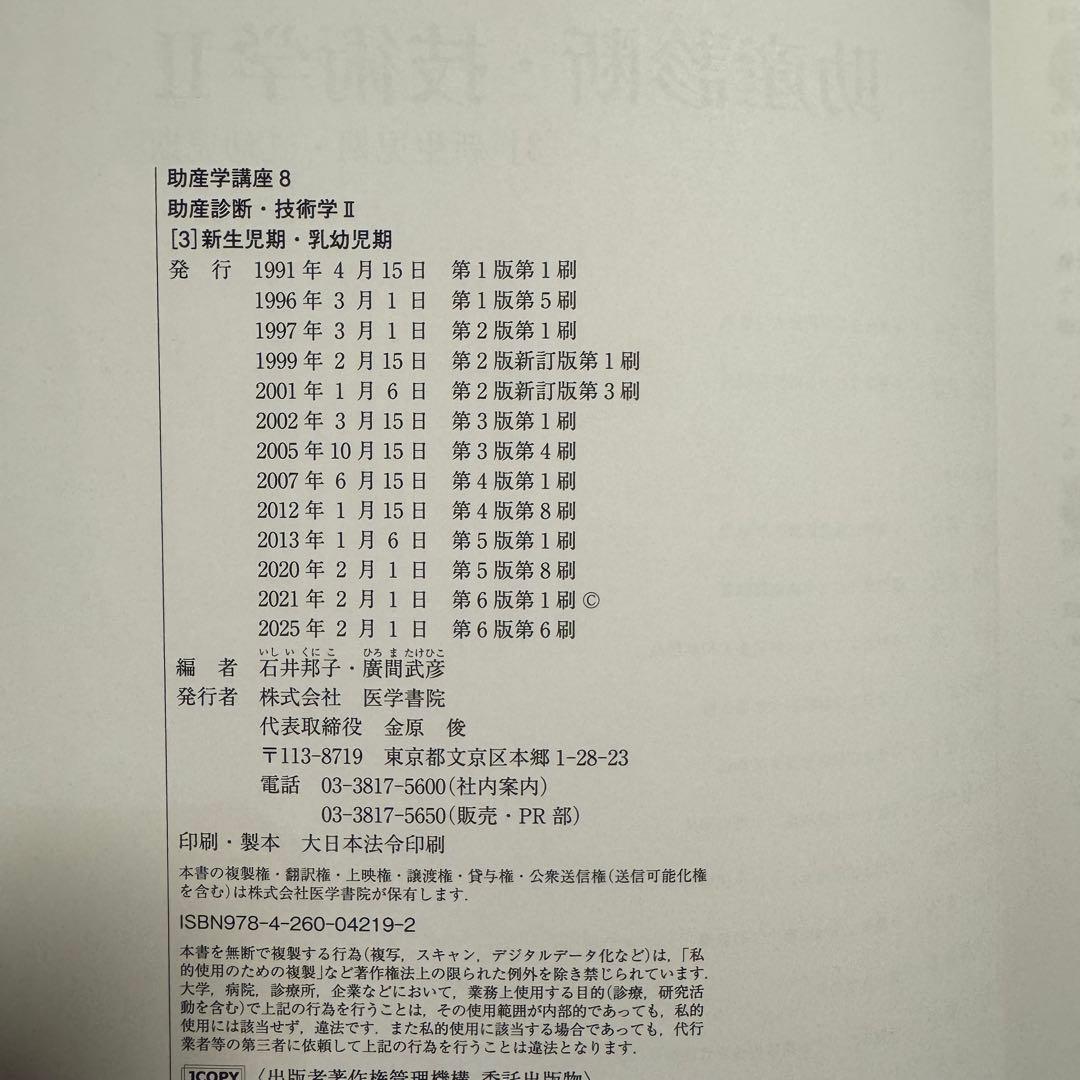 助産学講座 8
助産診断・技術学 II
[3]新生児期・乳幼児期
発　行　1991 年 4 月 15 日　第 1 版第 1 刷
1996 年 3 月 1 日　第 1 版第 5 刷
1997 年 3 月 1 日　第 2 版第 1 刷
1999 年 2 月 15 日　第 2 版新訂版第 1 刷
2001 年 1 月 6 日　第 2 版新訂版第 3 刷
2002 年 3 月 15 日　第 3 版第 1 刷
2005 年 10 月 15 日　第 3 版第 4 刷
2007 年 6 月 15 日　第 4 版第 1 刷
2012 年 1 月 15 日　第 4 版第 8 刷
2013 年 1 月 6 日　第 5 版第 1 刷
2020 年 2 月 1 日　第 5 版第 8 刷
2021 年 2 月 1 日　第 6 版第 1 刷 ©
2025 年 2 月 1 日　第 6 版第 6 刷
いし い くに こ　ひろ ま たけひこ
編　者　石井邦子・廣間武彦
発行者　株式会社　医学書院
代表取締役　金原　俊
〒113-8719　東京都文京区本郷 1-28-23
電話　03-3817-5600(社内案内)
03-3817-5650(販売・PR 部)
印刷・製本　大日本法令印刷
本書の複製権・翻訳権・上映権・譲渡権・貸与権・公衆送信権(送信可能化権
を含む)は株式会社医学書院が保有します.
ISBN978-4-260-04219-2
本書を無断で複製する行為(複写, スキャン, デジタルデータ化など)は,「私
的使用のための複製」など著作権法上の限られた例外を除き禁じられています.
大学, 病院, 診療所, 企業などにおいて, 業務上使用する目的(診療, 研究活
動を含む)で上記の行為を行うことは, その使用範囲が内部的であっても, 私的
使用には該当せず, 違法です. また私的使用に該当する場合であっても, 代行
業者等の第三者に依頼して上記の行為を行うことは違法となります.
JCOPY〈出版者著作権管理機構 委託出版物〉